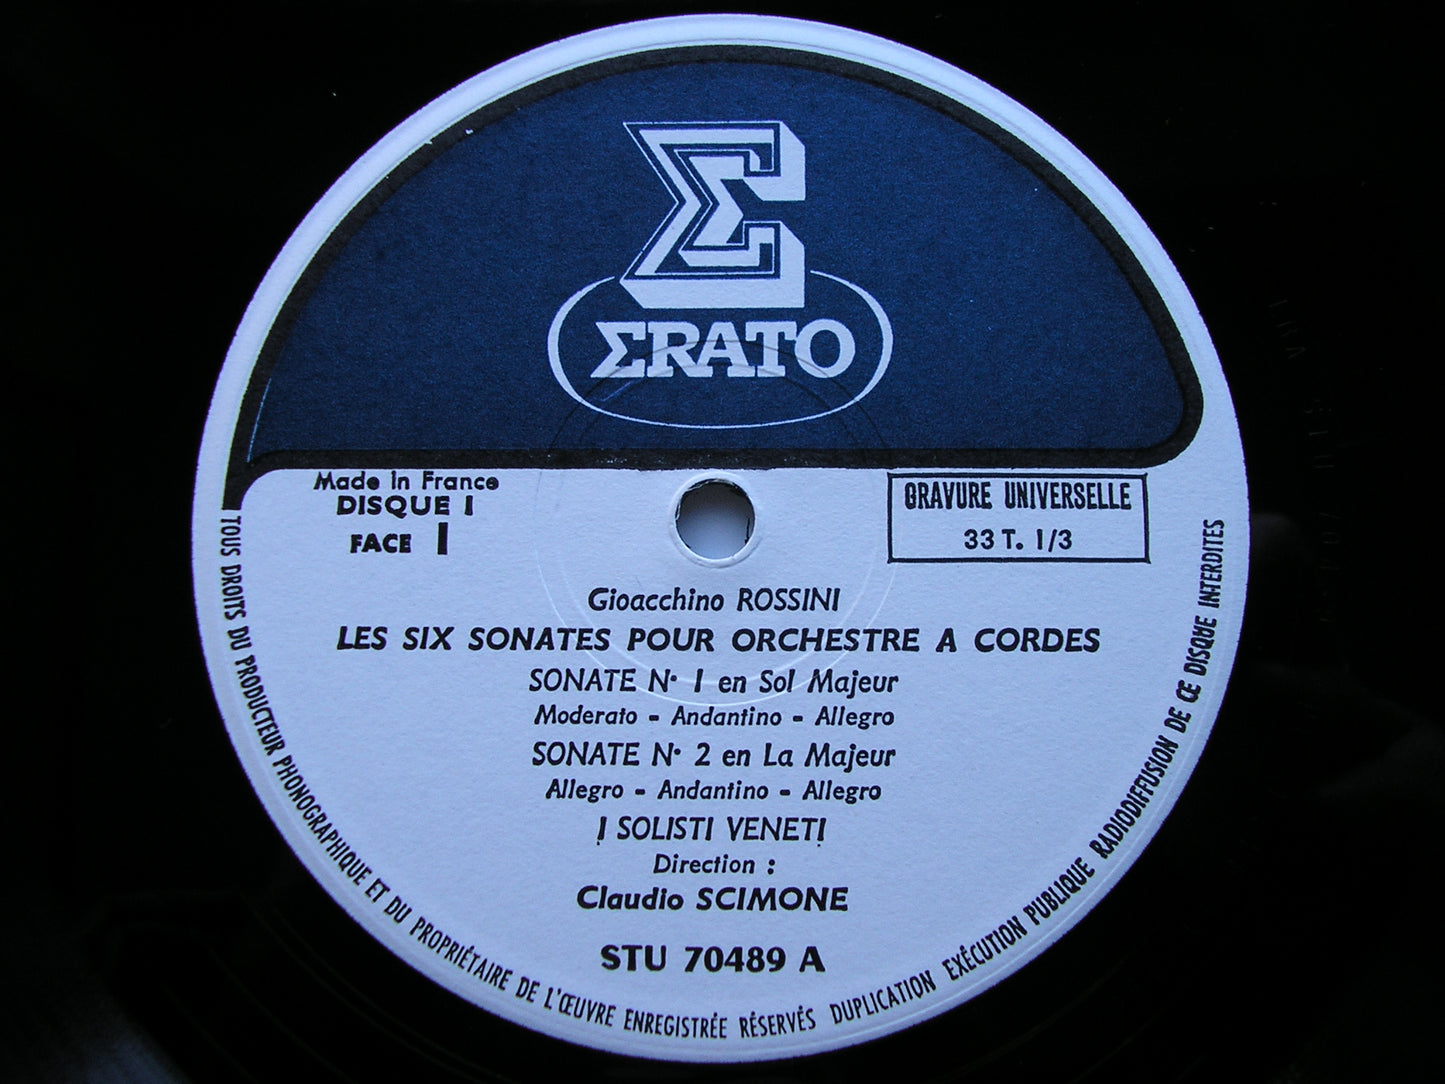 ΣRATO
Made in France
DISQUE 1
FACE 1
GRAVURE UNIVERSELLE
33 T. 1/3
Gioacchino ROSSINI
LES SIX SONATES POUR ORCHESTRE A CORDES
SONATE N° 1 en Sol Majeur
Moderato - Andantino - Allegro
SONATE N° 2 en La Majeur
Allegro - Andantino - Allegro
I SOLISTI VENETI
Direction :
Claudio SCIMONE
STU 70489 A
TOUS DROITS DU PRODUCTEUR PHONOGRAPHIQUE ET DU PROPRIÉTAIRE DE L'ŒUVRE ENREGISTRÉE RÉSERVÉS DUPLICATION EXÉCUTION PUBLIQUE RADIODIFFUSION DE CE DISQUE INTERDITES